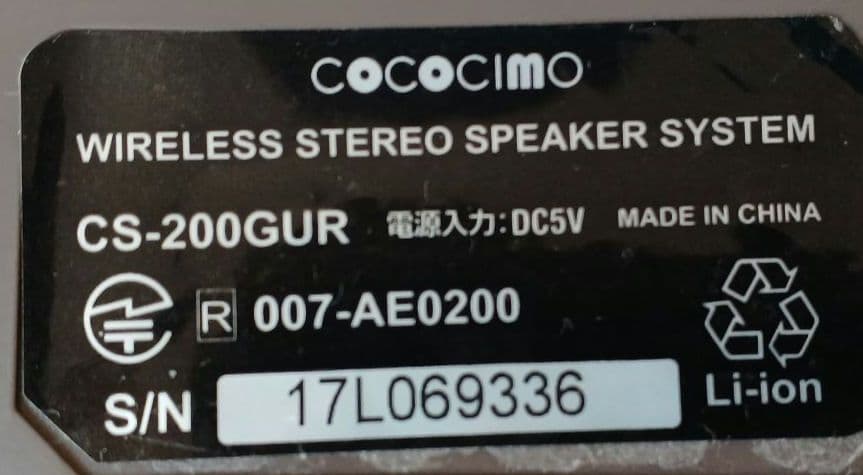 COCOCIMO
WIRELESS STEREO SPEAKER SYSTEM
CS-200GUR 電源入力:DC5V MADE IN CHINA
R 007-AE0200
S/N 17L069336 Li-ion